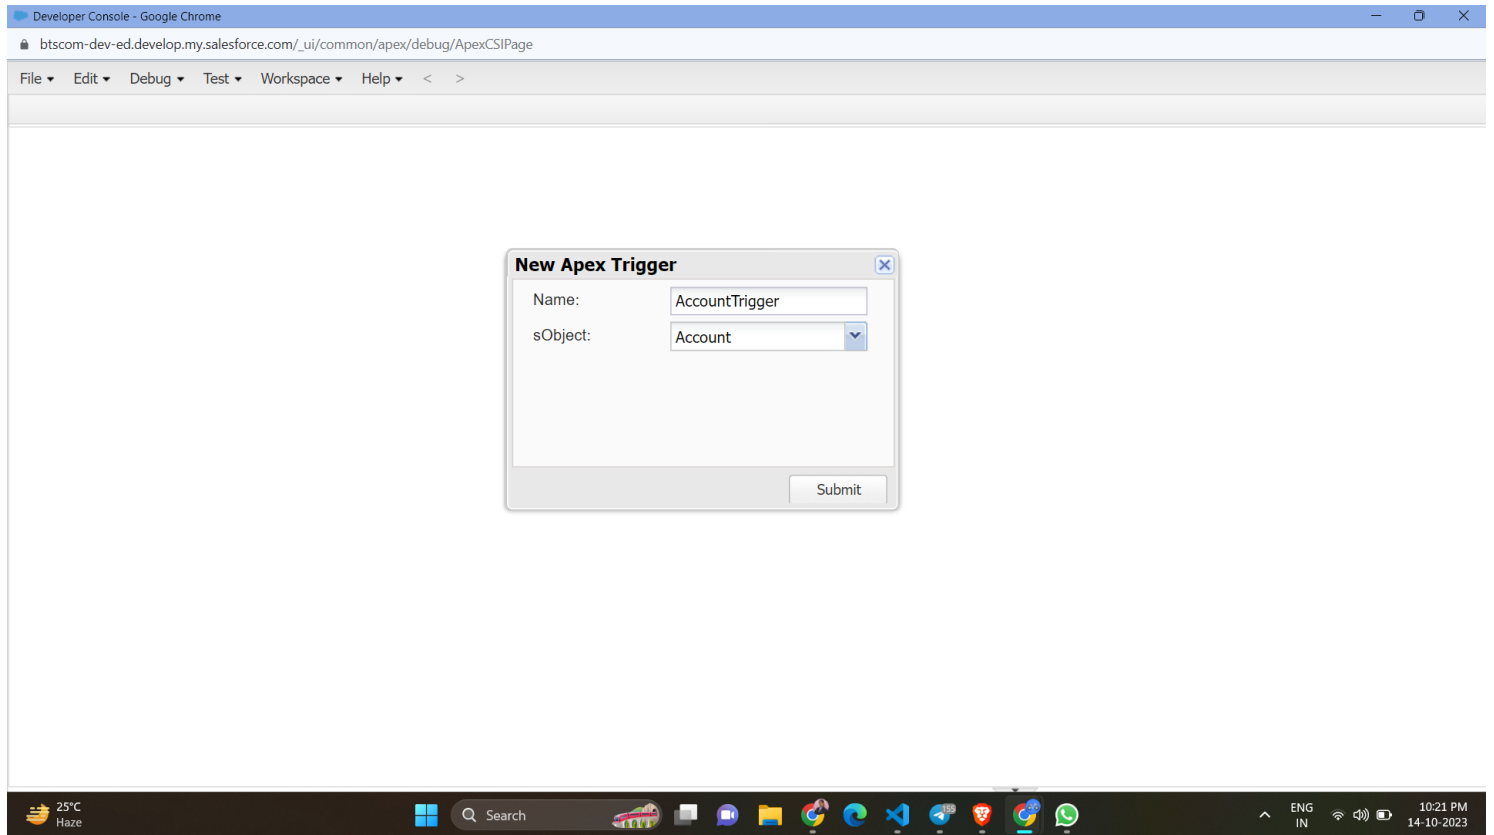 Developer Console - Google Chrome
btscom-dev-ed.develop.my.salesforce.com/_ui/common/apex/debug/ApexCSIPage
File Edit Debug Test Workspace Help < >
New Apex Trigger
Name: AccountTrigger
sObject: Account
Submit
25°C
Haze
Search
155
ENG
IN
10:21 PM
14-10-2023